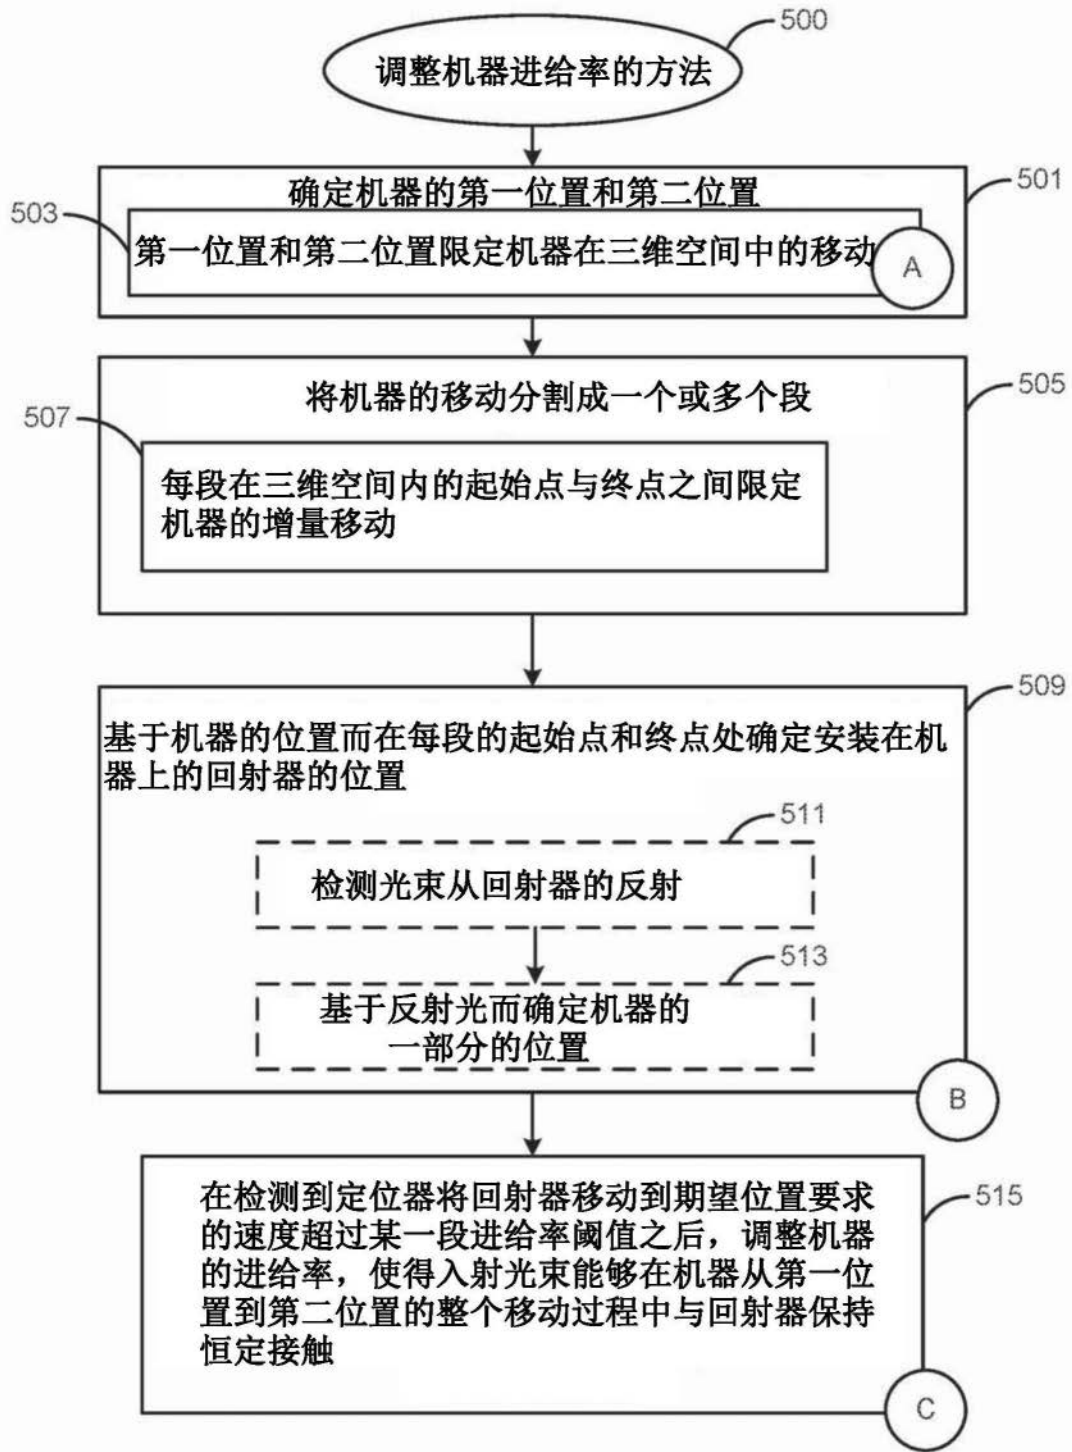 500
调整机器进给率的方法
501
确定机器的第一位置和第二位置
503
第一位置和第二位置限定机器在三维空间中的移动
A
505
将机器的移动分割成一个或多个段
507
每段在三维空间内的起始点与终点之间限定
机器的增量移动
509
基于机器的位置而在每段的起始点和终点处确定安装在机
器上的回射器的位置
511
检测光束从回射器的反射
513
基于反射光而确定机器的
一部分的位置
B
515
在检测到定位器将回射器移动到期望位置要求
的速度超过某一段进给率阈值之后，调整机器
的进给率，使得入射光束能够在机器从第一位
置到第二位置的整个移动过程中与回射器保持
恒定接触
C